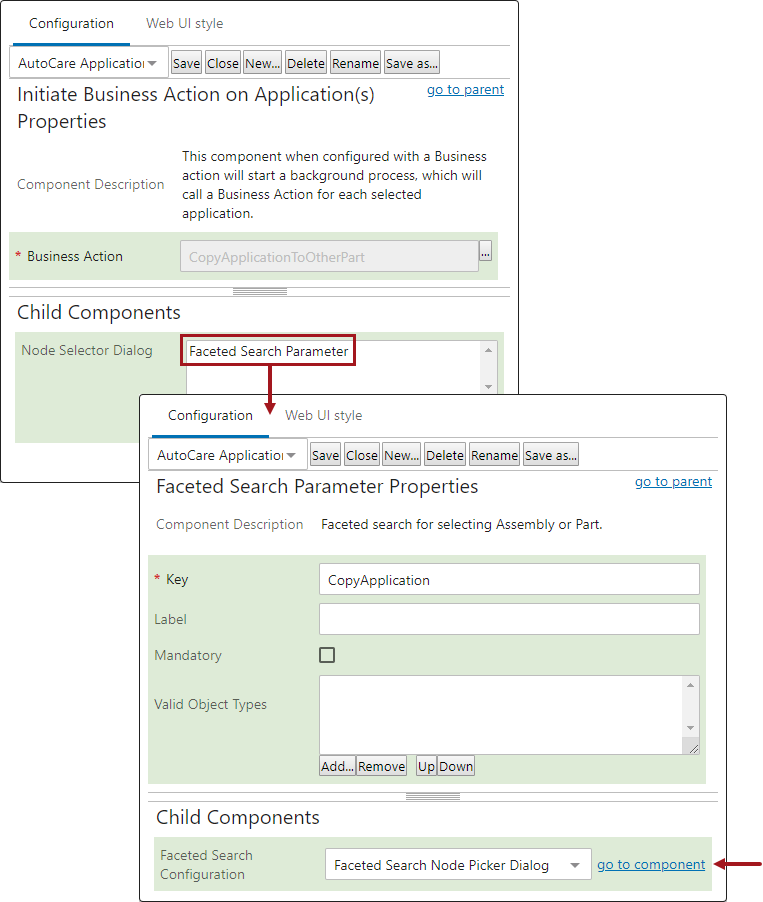 Configuration Web UI style
AutoCare Application Save Close New... Delete Rename Save as...
Initiate Business Action on Application(s) go to parent
Properties
This component when configured with a Business
Component Description action will start a background process, which will
call a Business Action for each selected
application.
* Business Action CopyApplicationToOtherPart ...
Child Components
Node Selector Dialog Faceted Search Parameter
Configuration Web UI style
AutoCare Application Save Close New... Delete Rename Save as...
Faceted Search Parameter Properties go to parent
Component Description Faceted search for selecting Assembly or Part.
* Key CopyApplication
Label
Mandatory
Valid Object Types
Add... Remove Up Down
Child Components
Faceted Search
Configuration Faceted Search Node Picker Dialog go to component